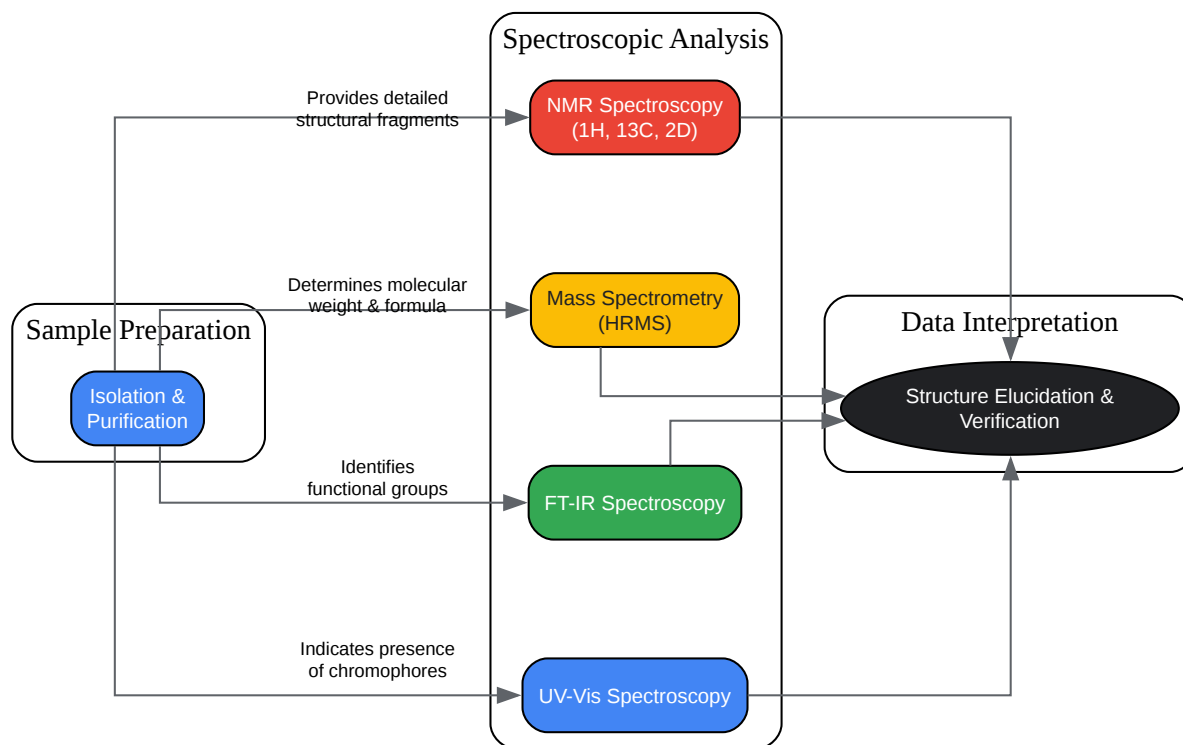 Spectroscopic Analysis
Provides detailed
structural fragments
NMR Spectroscopy
(1H, 13C, 2D)
Determines molecular
weight & formula
Mass Spectrometry
(HRMS)
Sample Preparation
Isolation &
Purification
Data Interpretation
Structure Elucidation &
Verification
Identifies
functional groups
FT-IR Spectroscopy
Indicates presence
of chromophores
UV-Vis Spectroscopy